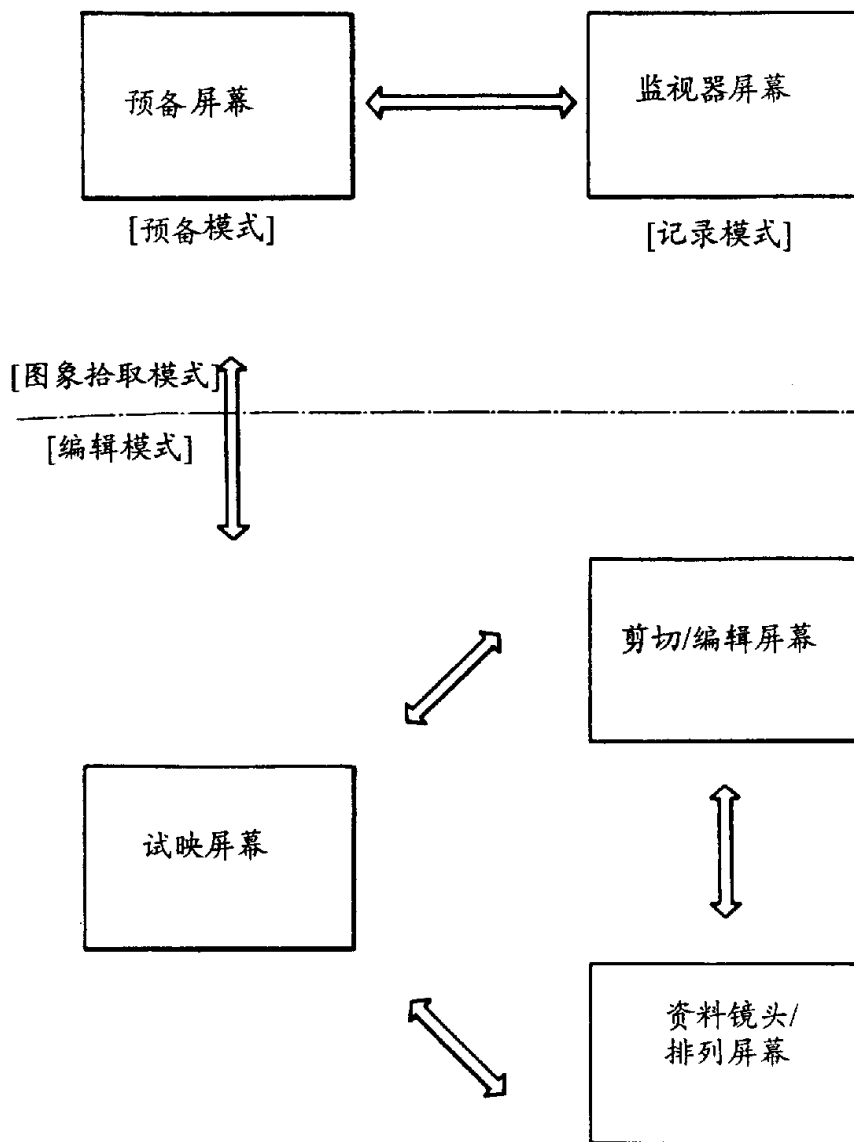 预备屏幕
监视器屏幕
[预备模式]
[记录模式]
[图象拾取模式]
[编辑模式]
剪切/编辑屏幕
试映屏幕
资料镜头/
排列屏幕